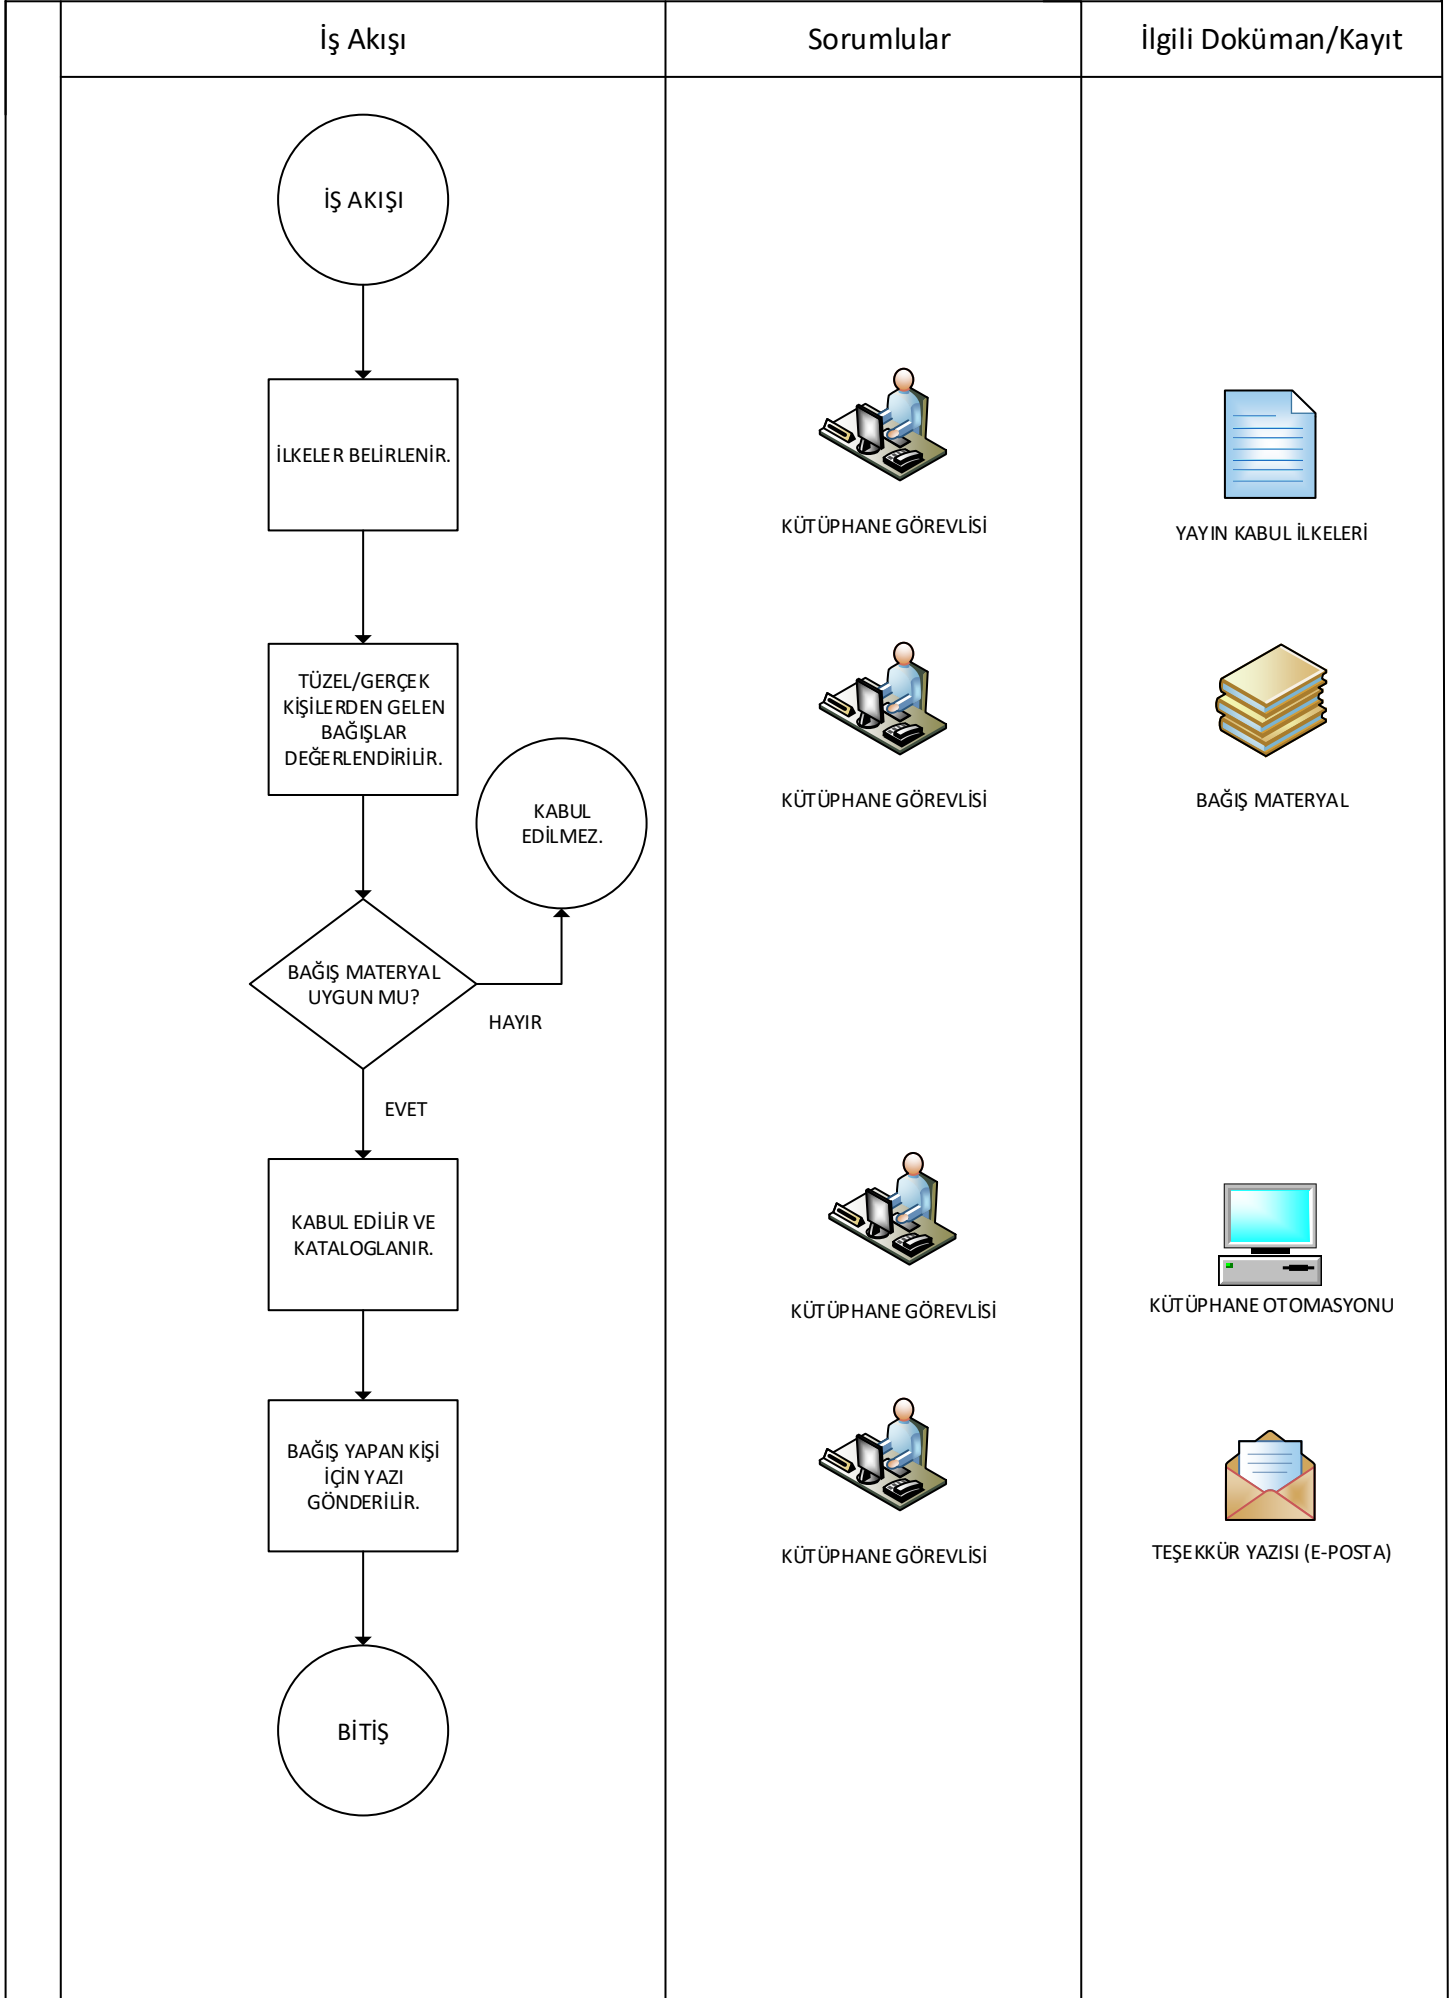 İş Akışı
Sorumlular
İlgili Doküman/Kayıt
İŞ AKIŞI
İLKELER BELİRLENİR.
KÜTÜPHANE GÖREVLİSİ
YAYIN KABUL İLKELERİ
TÜZEL/GERÇEK
KİŞİLERDEN GELEN
BAĞIŞLAR
DEĞERLENDİRİLİR.
KÜTÜPHANE GÖREVLİSİ
BAĞIŞ MATERYAL
KABUL
EDİLMEZ.
BAĞIŞ MATERYAL
UYGUN MU?
HAYIR
EVET
KABUL EDİLİR VE
KATALOGLANIR.
KÜTÜPHANE GÖREVLİSİ
KÜTÜPHANE OTOMASYONU
BAĞIŞ YAPAN KİŞİ
İÇİN YAZI
GÖNDERİLİR.
KÜTÜPHANE GÖREVLİSİ
TEŞEKKÜR YAZISI (E-POSTA)
BİTİŞ